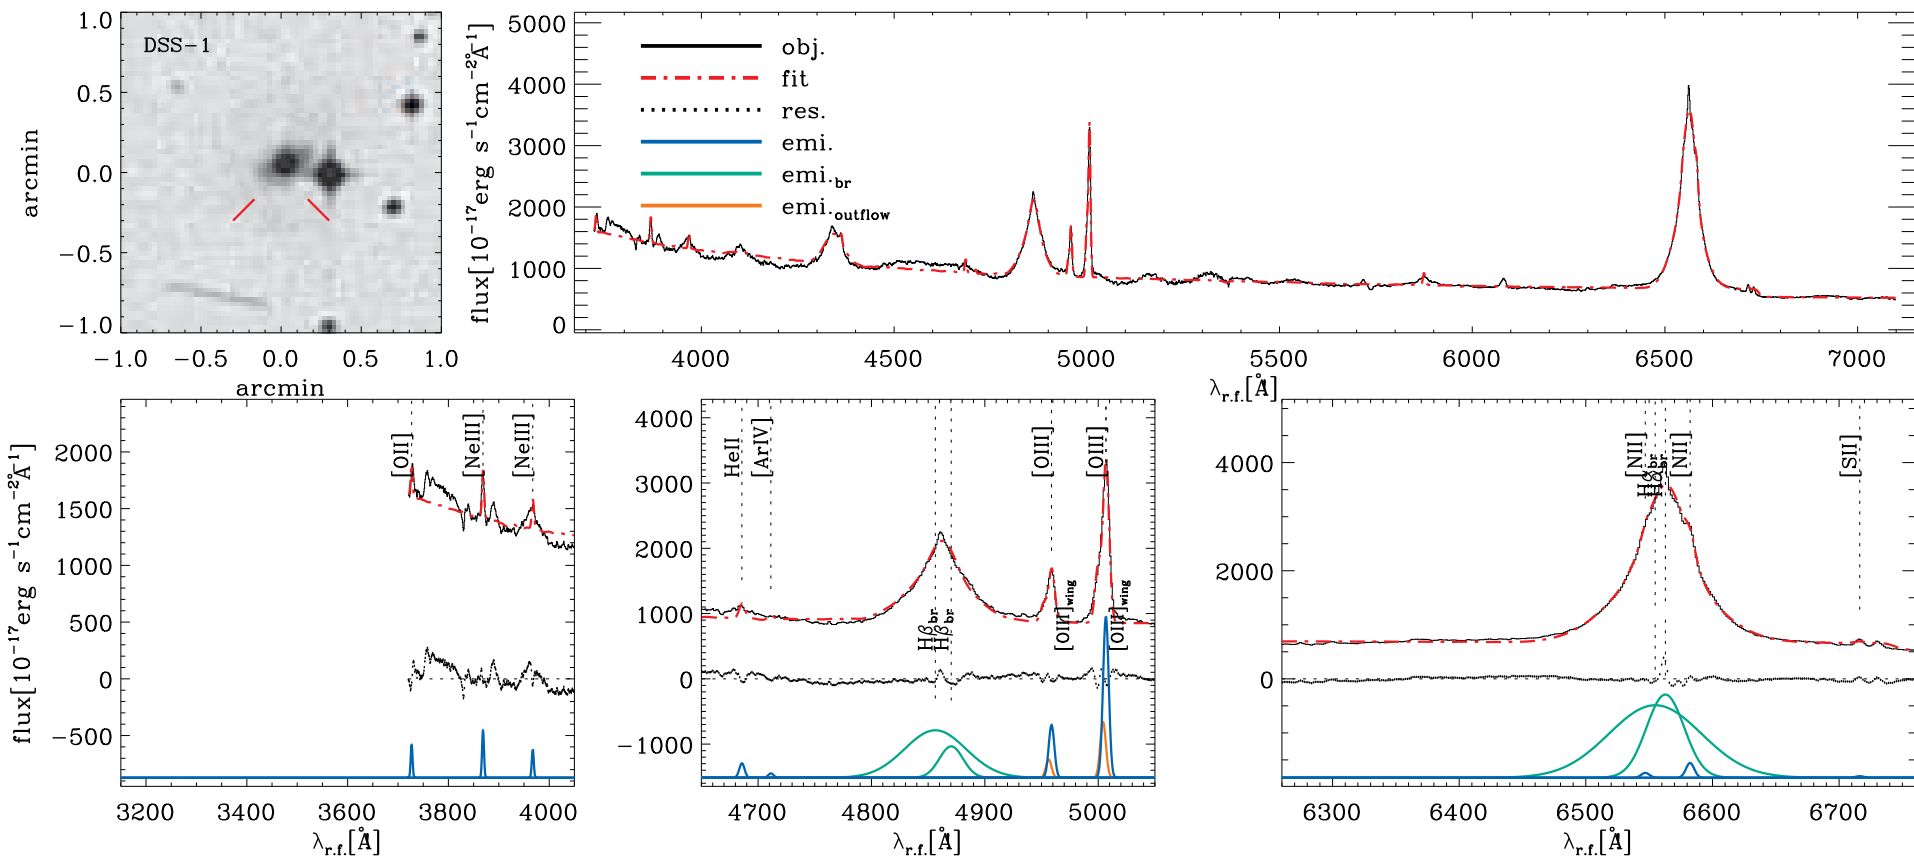 DSS-1
1.0
0.5
0.0
-0.5
-1.0
arcmin
-1.0 -0.5 0.0 0.5 1.0
arcmin
obj.
fit
res.
emi.
emi.br
emi.outflow
5000
4000
3000
2000
1000
0
flux[10⁻¹⁷erg s⁻¹cm⁻²Å⁻¹]
4000 4500 5000 5500 6000 6500 7000
λr.f.[Å]
[OII] [NeIII] [NeIII]
2000
1500
1000
500
0
-500
flux[10⁻¹⁷erg s⁻¹cm⁻²Å⁻¹]
3200 3400 3600 3800 4000
λr.f.[Å]
HeII [ArIV] Hβbr Hβbr [OIII] [OIII]wing [OIII] [OIII]wing
4000
3000
2000
1000
0
-1000
4700 4800 4900 5000
λr.f.[Å]
[NII] Hαbr Hαbr [NII] [SII]
4000
2000
0
6300 6400 6500 6600 6700
λr.f.[Å]